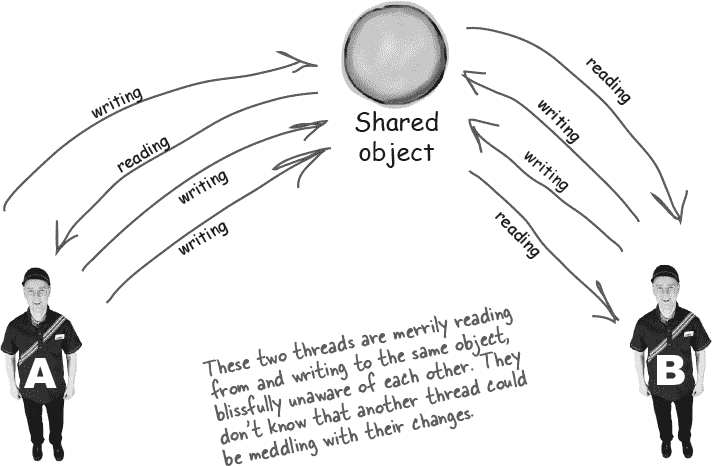 writing
reading
writing
writing
Shared
object
reading
writing
writing
reading
A
B
These two threads are merrily reading
from and writing to the same object,
blissfully unaware of each other. They
don't know that another thread could
be meddling with their changes.